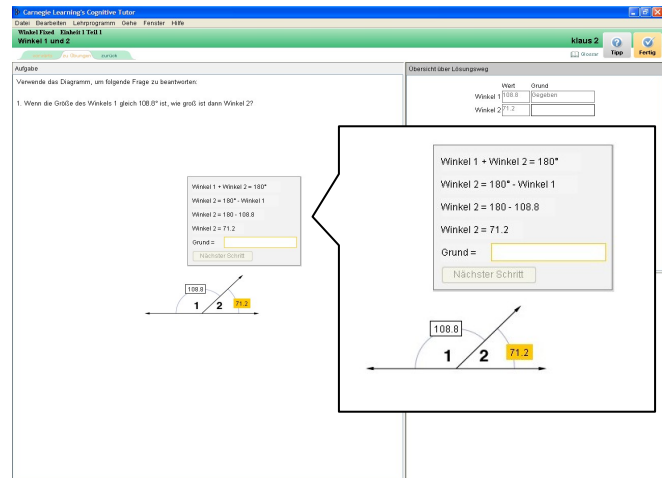 Carnegie Learning's Cognitive Tutor
Datei Bearbeiten Lehrprogramm Gehe Fenster Hilfe
Winkel Fixed Einheit 1 Teil 1
Winkel 1 und 2
klaus 2
Glossar
Tipp
Fertig
zu Übungen
zurück
Aufgabe
Verwende das Diagramm, um folgende Frage zu beantworten:
1. Wenn die Größe des Winkels 1 gleich 108.8° ist, wie groß ist dann Winkel 2?
Winkel 1 + Winkel 2 = 180°
Winkel 2 = 180° - Winkel 1
Winkel 2 = 180 - 108.8
Winkel 2 = 71.2
Grund =
Nächster Schritt
108.8
1 2 71.2
Übersicht über Lösungsweg
Wert Grund
Winkel 1 108.8 Gegeben
Winkel 2 71.2
Winkel 1 + Winkel 2 = 180°
Winkel 2 = 180° - Winkel 1
Winkel 2 = 180 - 108.8
Winkel 2 = 71.2
Grund =
Nächster Schritt
108.8
1 2 71.2